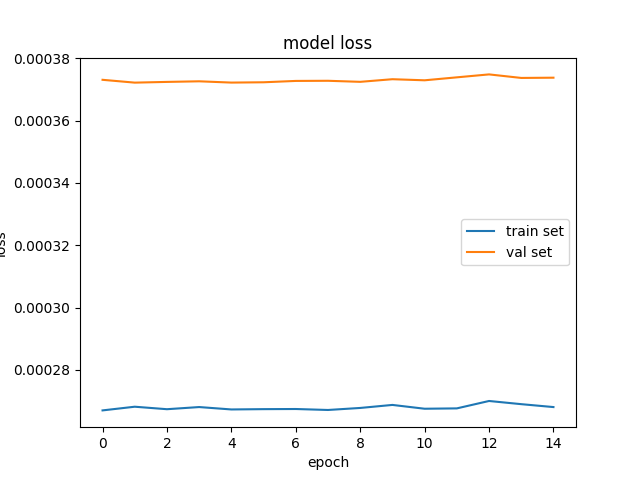 model loss
0.00038
0.00036
0.00034
0.00032
0.00030
0.00028
loss
train set
val set
0 2 4 6 8 10 12 14
epoch